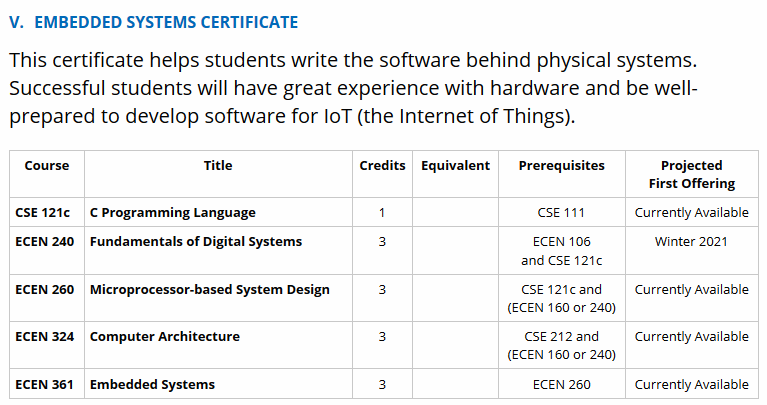 V. EMBEDDED SYSTEMS CERTIFICATE
This certificate helps students write the software behind physical systems.
Successful students will have great experience with hardware and be well-
prepared to develop software for IoT (the Internet of Things).
Course Title Credits Equivalent Prerequisites Projected
First Offering
CSE 121c C Programming Language 1 CSE 111 Currently Available
ECEN 240 Fundamentals of Digital Systems 3 ECEN 106 Winter 2021
and CSE 121c
ECEN 260 Microprocessor-based System Design 3 CSE 121c and Currently Available
(ECEN 160 or 240)
ECEN 324 Computer Architecture 3 CSE 212 and Currently Available
(ECEN 160 or 240)
ECEN 361 Embedded Systems 3 ECEN 260 Currently Available